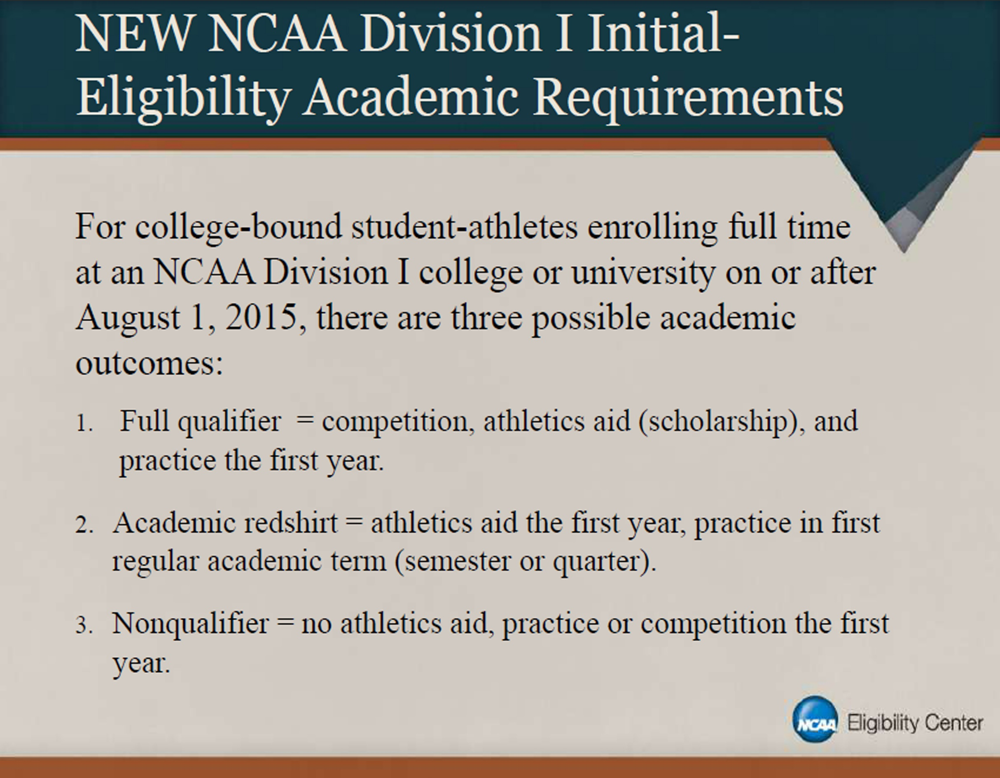 NEW NCAA Division I Initial-
Eligibility Academic Requirements
For college-bound student-athletes enrolling full time
at an NCAA Division I college or university on or after
August 1, 2015, there are three possible academic
outcomes:
1. Full qualifier = competition, athletics aid (scholarship), and
practice the first year.
2. Academic redshirt = athletics aid the first year, practice in first
regular academic term (semester or quarter).
3. Nonqualifier = no athletics aid, practice or competition the first
year.
NCAA Eligibility Center